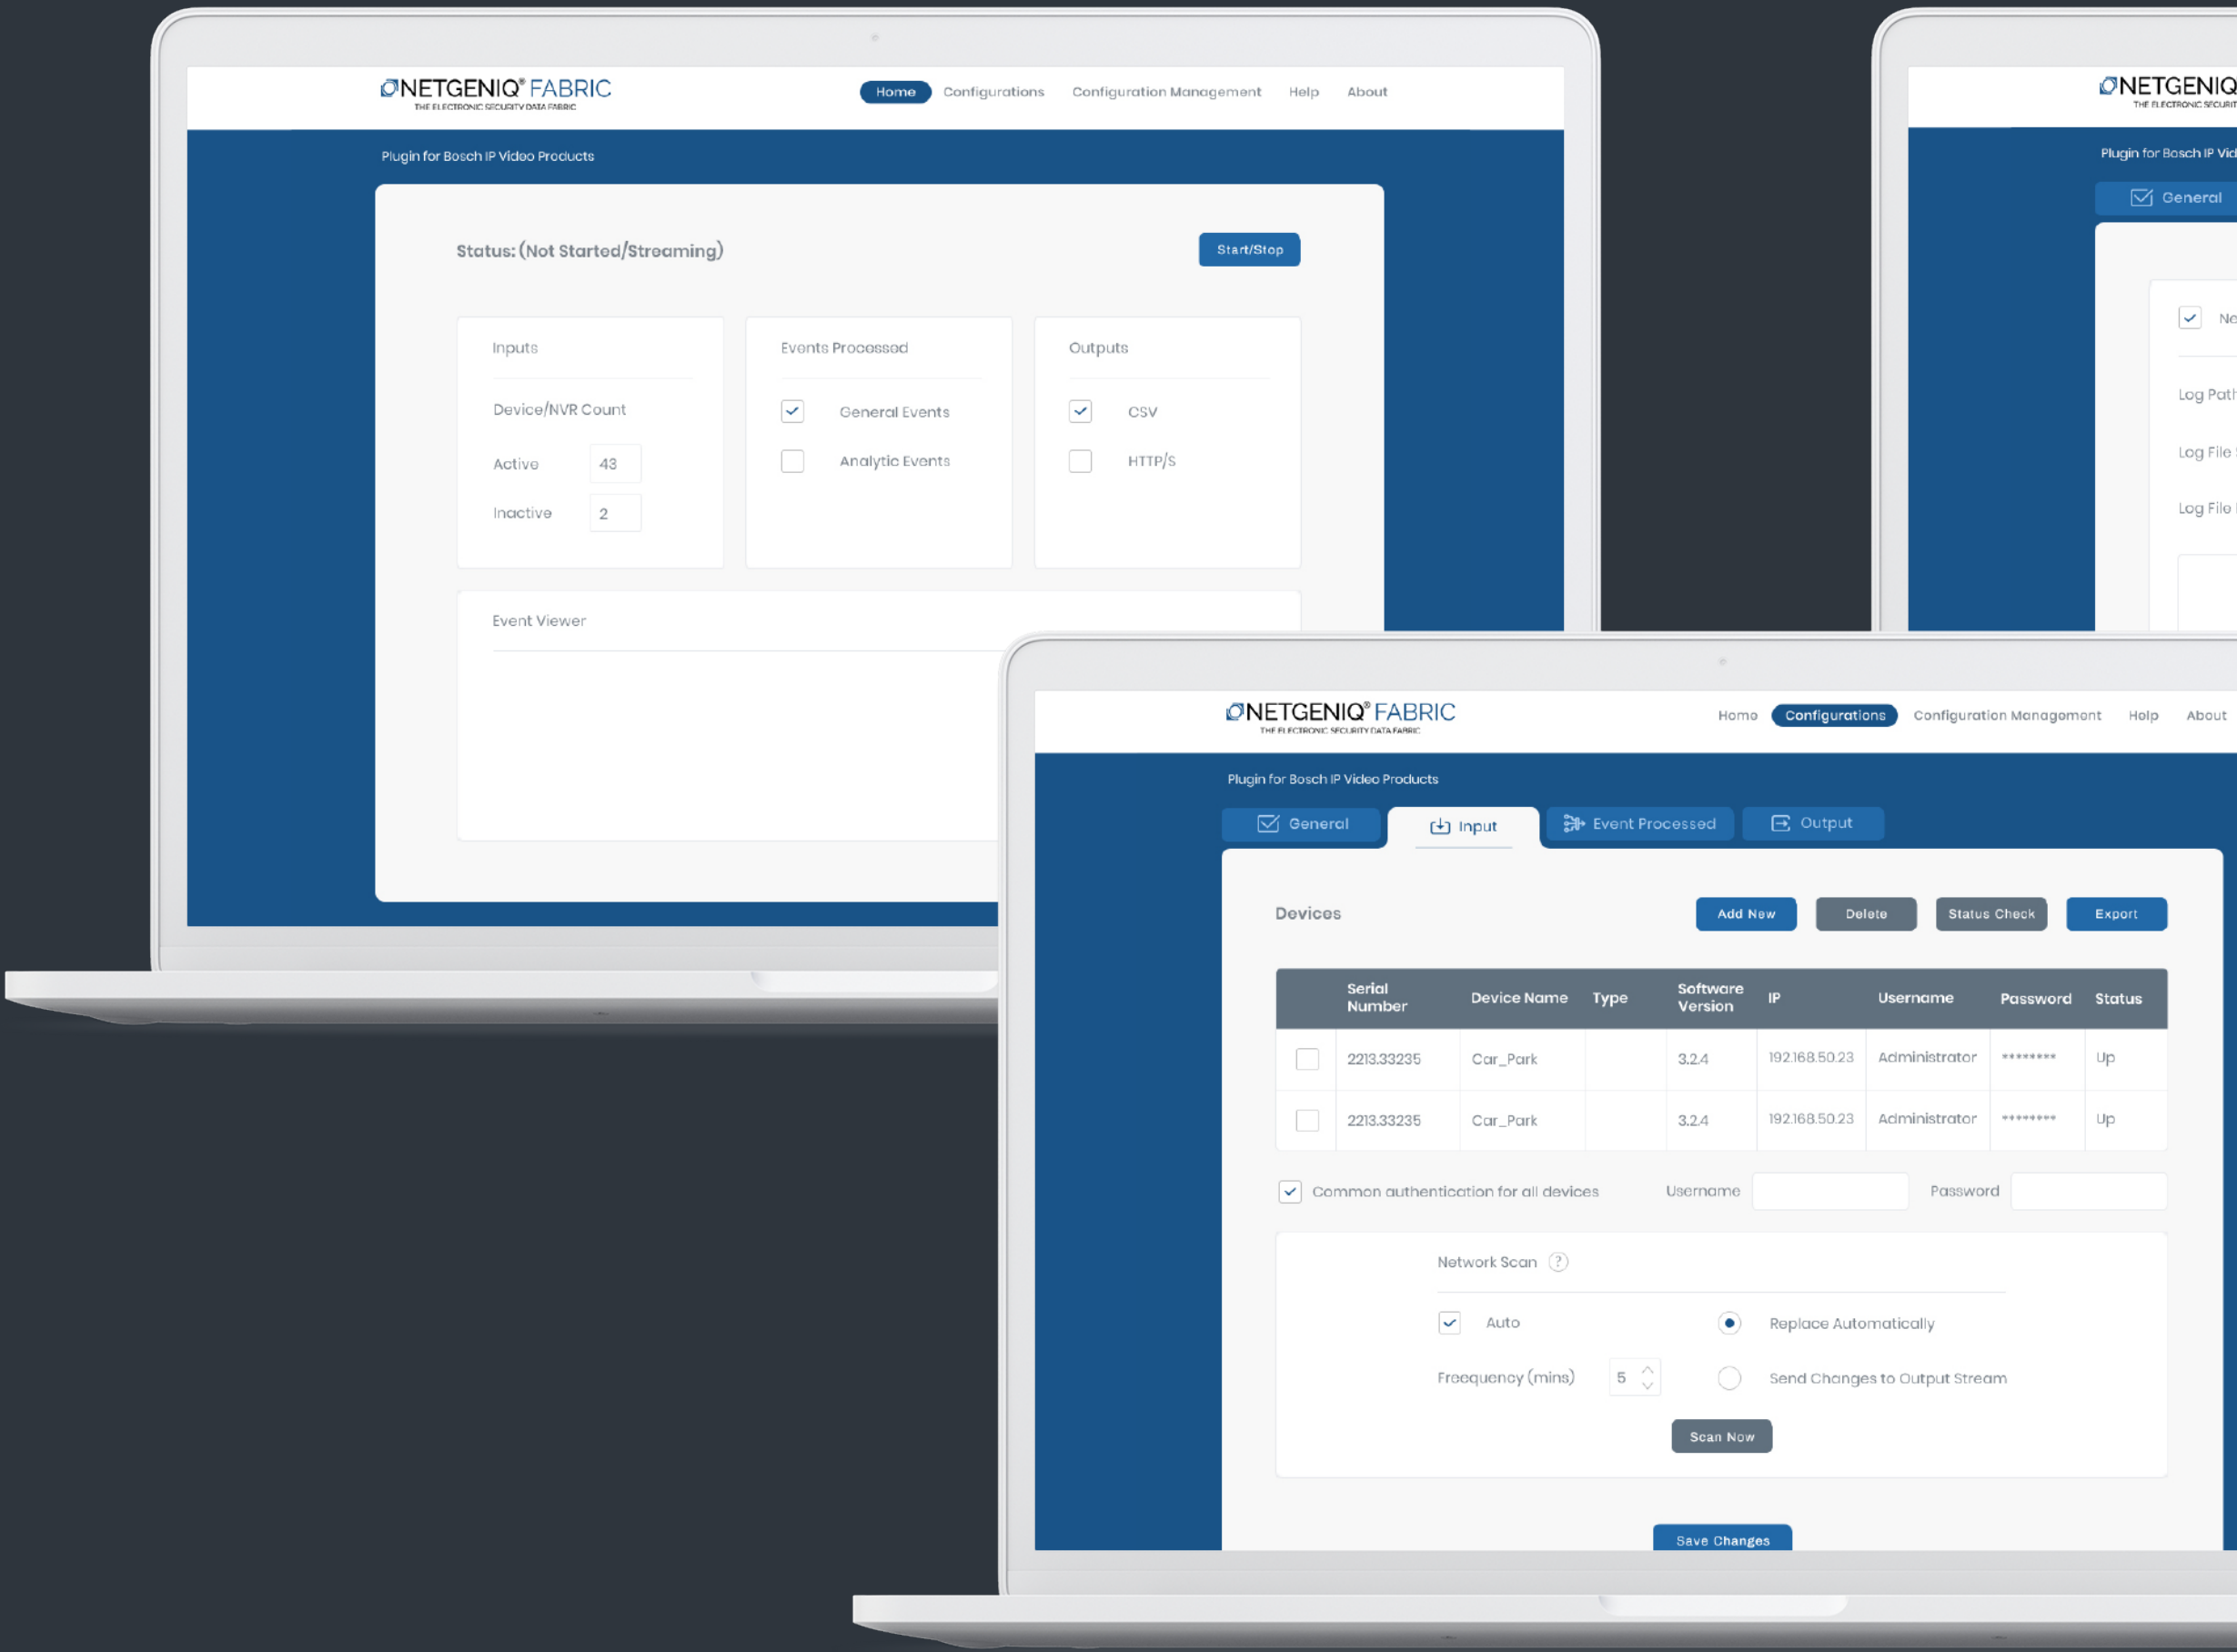 NETGENIQ® FABRIC
THE ELECTRONIC SECURITY DATA FABRIC
Home Configurations Configuration Management Help About
Plugin for Bosch IP Video Products
Status: (Not Started/Streaming) Start/Stop
Inputs
Device/NVR Count
Active 43
Inactive 2
Events Processed
General Events
Analytic Events
Outputs
CSV
HTTP/S
Event Viewer
NETGENIQ
THE ELECTRONIC
Plugin for Bosch IP
General
Log
Log File
Log File
NETGENIQ® FABRIC
THE ELECTRONIC SECURITY DATA FABRIC
Home Configurations Configuration Management Help About
Plugin for Bosch IP Video Products
General Input Event Processed Output
Devices Add New Delete Status Check Export
Serial Number Device Name Type Software Version IP Username Password Status
2213.33235 Car_Park 3.2.4 192.168.50.23 Administrator ******** Up
2213.33235 Car_Park 3.2.4 192.168.50.23 Administrator ******** Up
Common authentication for all devices Username Password
Network Scan ?
Auto Replace Automatically
Freequency (mins) 5 Send Changes to Output Stream
Scan Now
Save Changes